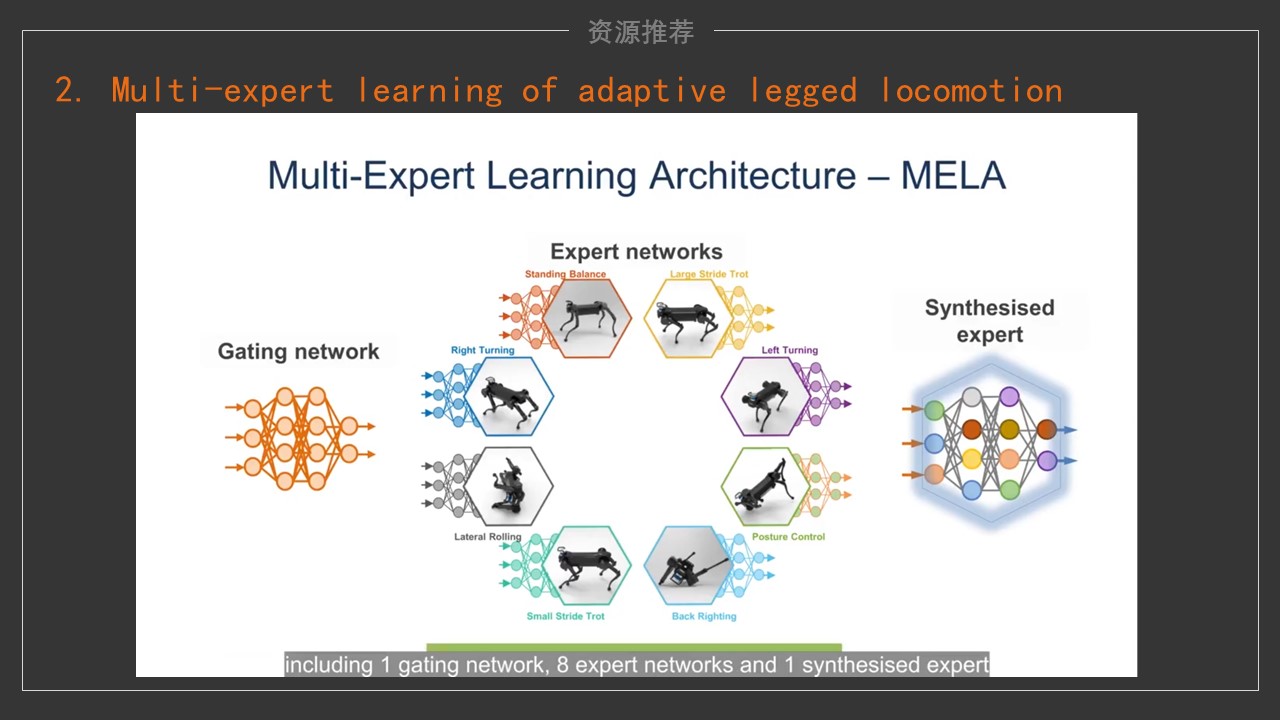 资源推荐
2. Multi-expert learning of adaptive legged locomotion
Multi-Expert Learning Architecture – MELA
Expert networks
Standing Balance
Large Stride Trot
Synthesised
expert
Gating network
Right Turning
Left Turning
Lateral Rolling
Posture Control
Small Stride Trot
Back Righting
including 1 gating network, 8 expert networks and 1 synthesised expert